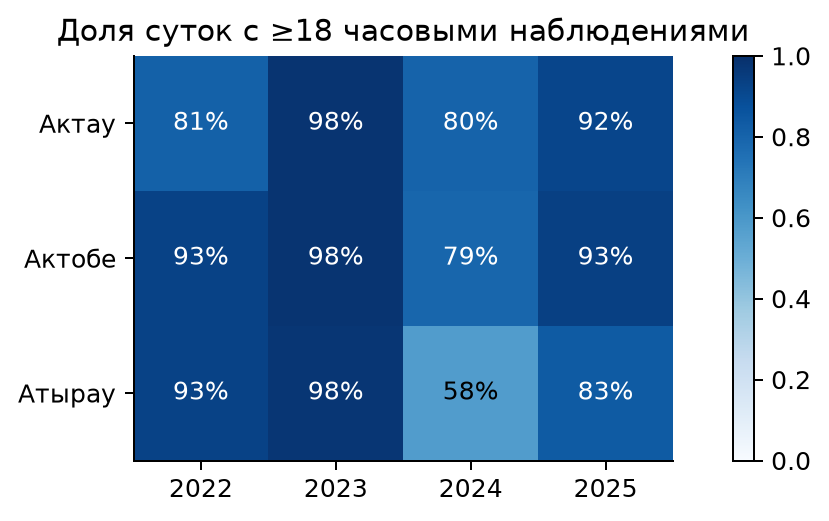 Доля суток с ≥18 часовыми наблюдениями
Актау 81% 98% 80% 92%
Актобе 93% 98% 79% 93%
Атырау 93% 98% 58% 83%
2022 2023 2024 2025
1.0
0.8
0.6
0.4
0.2
0.0